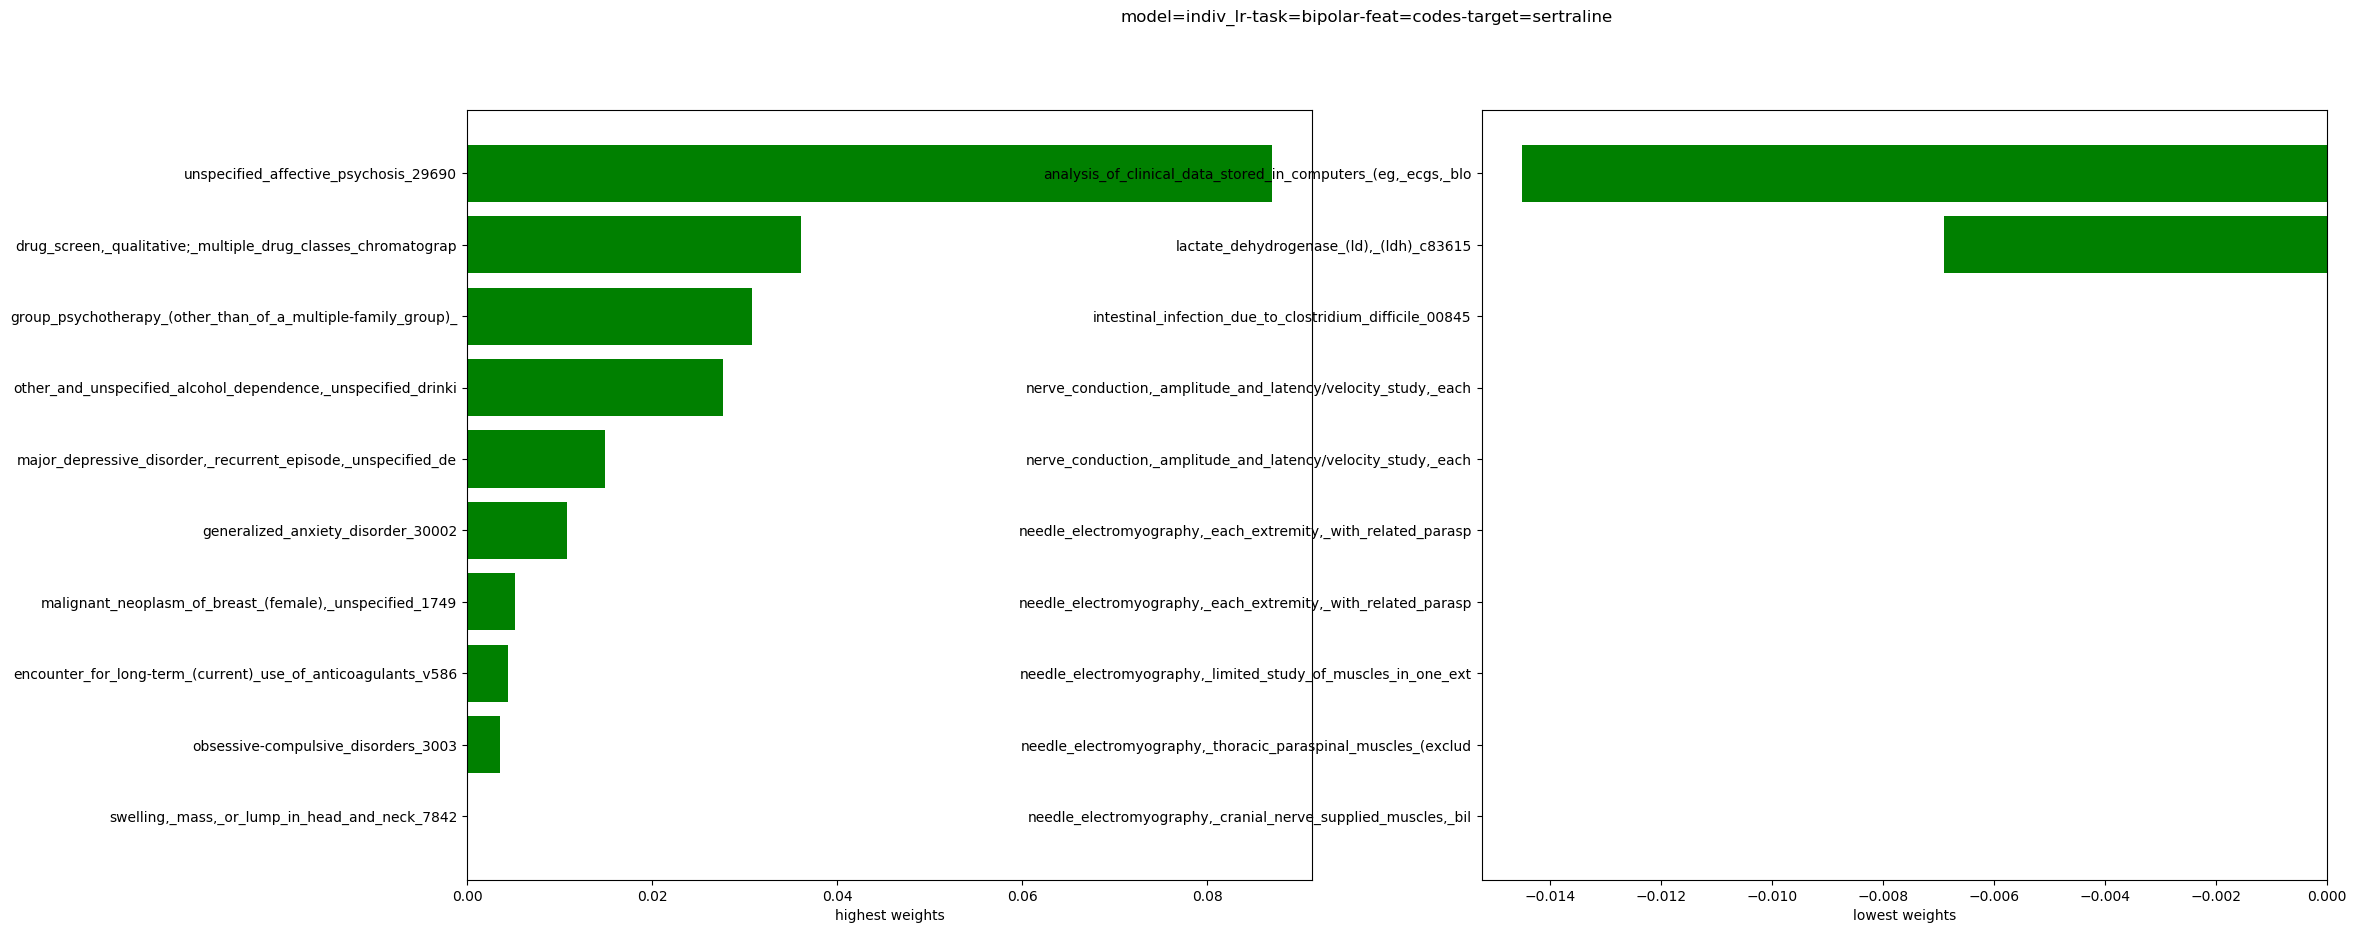 model=indiv_lr-task=bipolar-feat=codes-target=sertraline
unspecified_affective_psychosis_29690
drug_screen,_qualitative;_multiple_drug_classes_chromatograp
group_psychotherapy_(other_than_of_a_multiple-family_group)_
other_and_unspecified_alcohol_dependence,_unspecified_drinki
major_depressive_disorder,_recurrent_episode,_unspecified_de
generalized_anxiety_disorder_30002
malignant_neoplasm_of_breast_(female),_unspecified_1749
encounter_for_long-term_(current)_use_of_anticoagulants_v586
obsessive-compulsive_disorders_3003
swelling,_mass,_or_lump_in_head_and_neck_7842
0.00 0.02 0.04 0.06 0.08
highest weights
analysis_of_clinical_data_stored_in_computers_(eg,_ecgs,_blo
lactate_dehydrogenase_(ld),_(ldh)_c83615
intestinal_infection_due_to_clostridium_difficile_00845
nerve_conduction,_amplitude_and_latency/velocity_study,_each
nerve_conduction,_amplitude_and_latency/velocity_study,_each
needle_electromyography,_each_extremity,_with_related_parasp
needle_electromyography,_each_extremity,_with_related_parasp
needle_electromyography,_limited_study_of_muscles_in_one_ext
needle_electromyography,_thoracic_paraspinal_muscles_(exclud
needle_electromyography,_cranial_nerve_supplied_muscles,_bil
−0.014 −0.012 −0.010 −0.008 −0.006 −0.004 −0.002 0.000
lowest weights